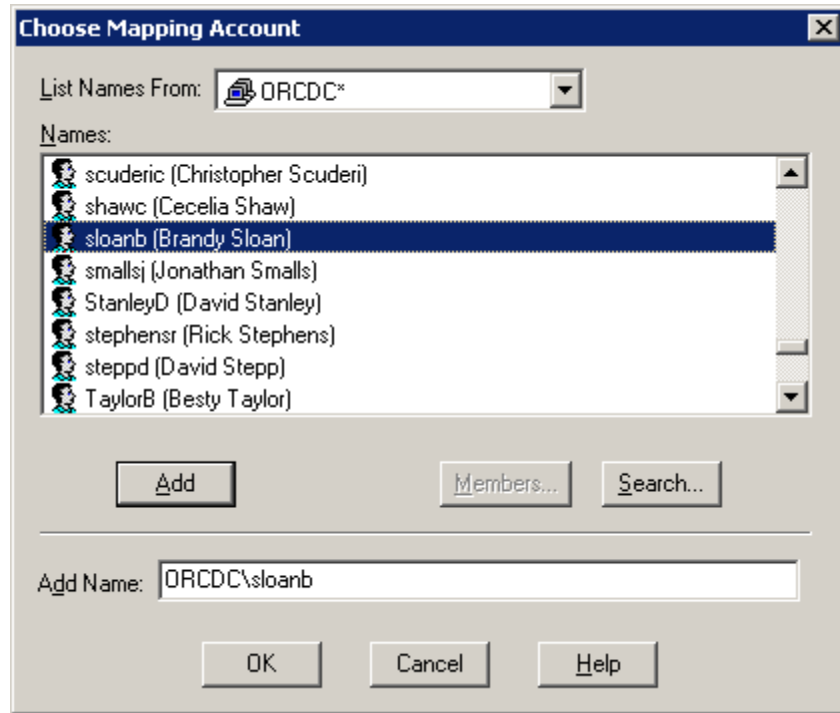 Choose Mapping Account
List Names From: ORCDC*
Names:
scuderic (Christopher Scuderi)
shawc (Cecelia Shaw)
sloanb (Brandy Sloan)
smallsj (Jonathan Smalls)
StanleyD (David Stanley)
stephensr (Rick Stephens)
steppd (David Stepp)
TaylorB (Besty Taylor)
Add Members... Search...
Add Name: ORCDC\sloanb
OK Cancel Help